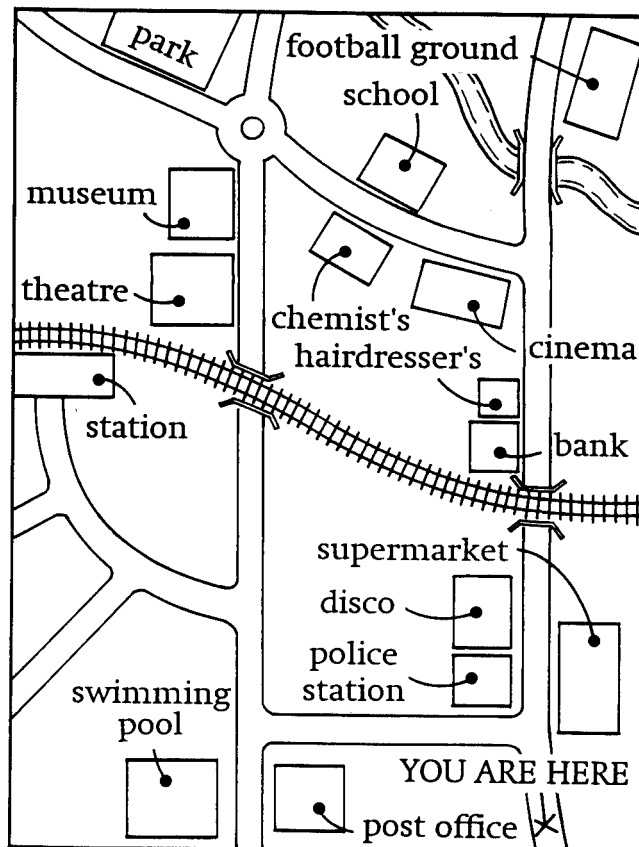 park
football ground
school
museum
theatre
chemist's
hairdresser's
cinema
station
bank
supermarket
disco
police
station
swimming
pool
YOU ARE HERE
post office